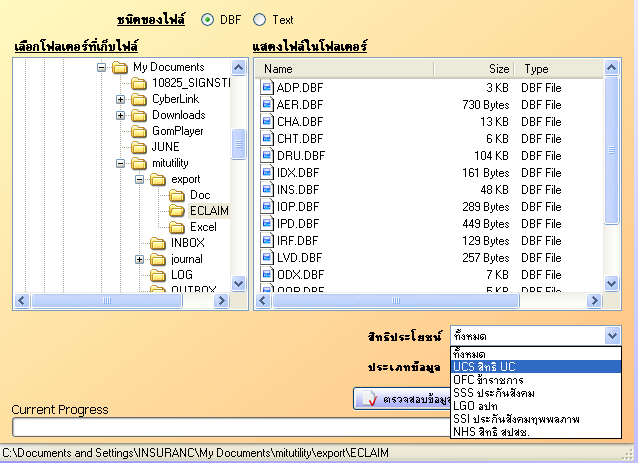 ชนิดของไฟล์ DBF Text
เลือกโฟลเดอร์ที่เก็บไฟล์
My Documents
10825_SIGNST
CyberLink
Downloads
GomPlayer
JUNE
mitutility
export
Doc
ECLAIM
Excel
INBOX
journal
LOG
OUTBOX
แสดงไฟล์ในโฟลเดอร์
Name Size Type
ADP.DBF 3 KB DBF File
AER.DBF 730 Bytes DBF File
CHA.DBF 13 KB DBF File
CHT.DBF 6 KB DBF File
DRU.DBF 104 KB DBF File
IDX.DBF 161 Bytes DBF File
INS.DBF 48 KB DBF File
IOP.DBF 289 Bytes DBF File
IPD.DBF 449 Bytes DBF File
IRF.DBF 129 Bytes DBF File
LVD.DBF 257 Bytes DBF File
ODX.DBF 7 KB DBF File
OOP.DBF 5 KB DBF File
สิทธิประโยชน์ ทั้งหมด
ทั้งหมด
UCS สิทธิ UC
OFC ข้าราชการ
SSS ประกันสังคม
LGO อปท
SSI ประกันสังคมทุพพลภาพ
NHS สิทธิ สปสช.
ประเภทข้อมูล
ตรวจสอบข้อมูล
Current Progress
C:\Documents and Settings\INSURANC\My Documents\mitutility\export\ECLAIM